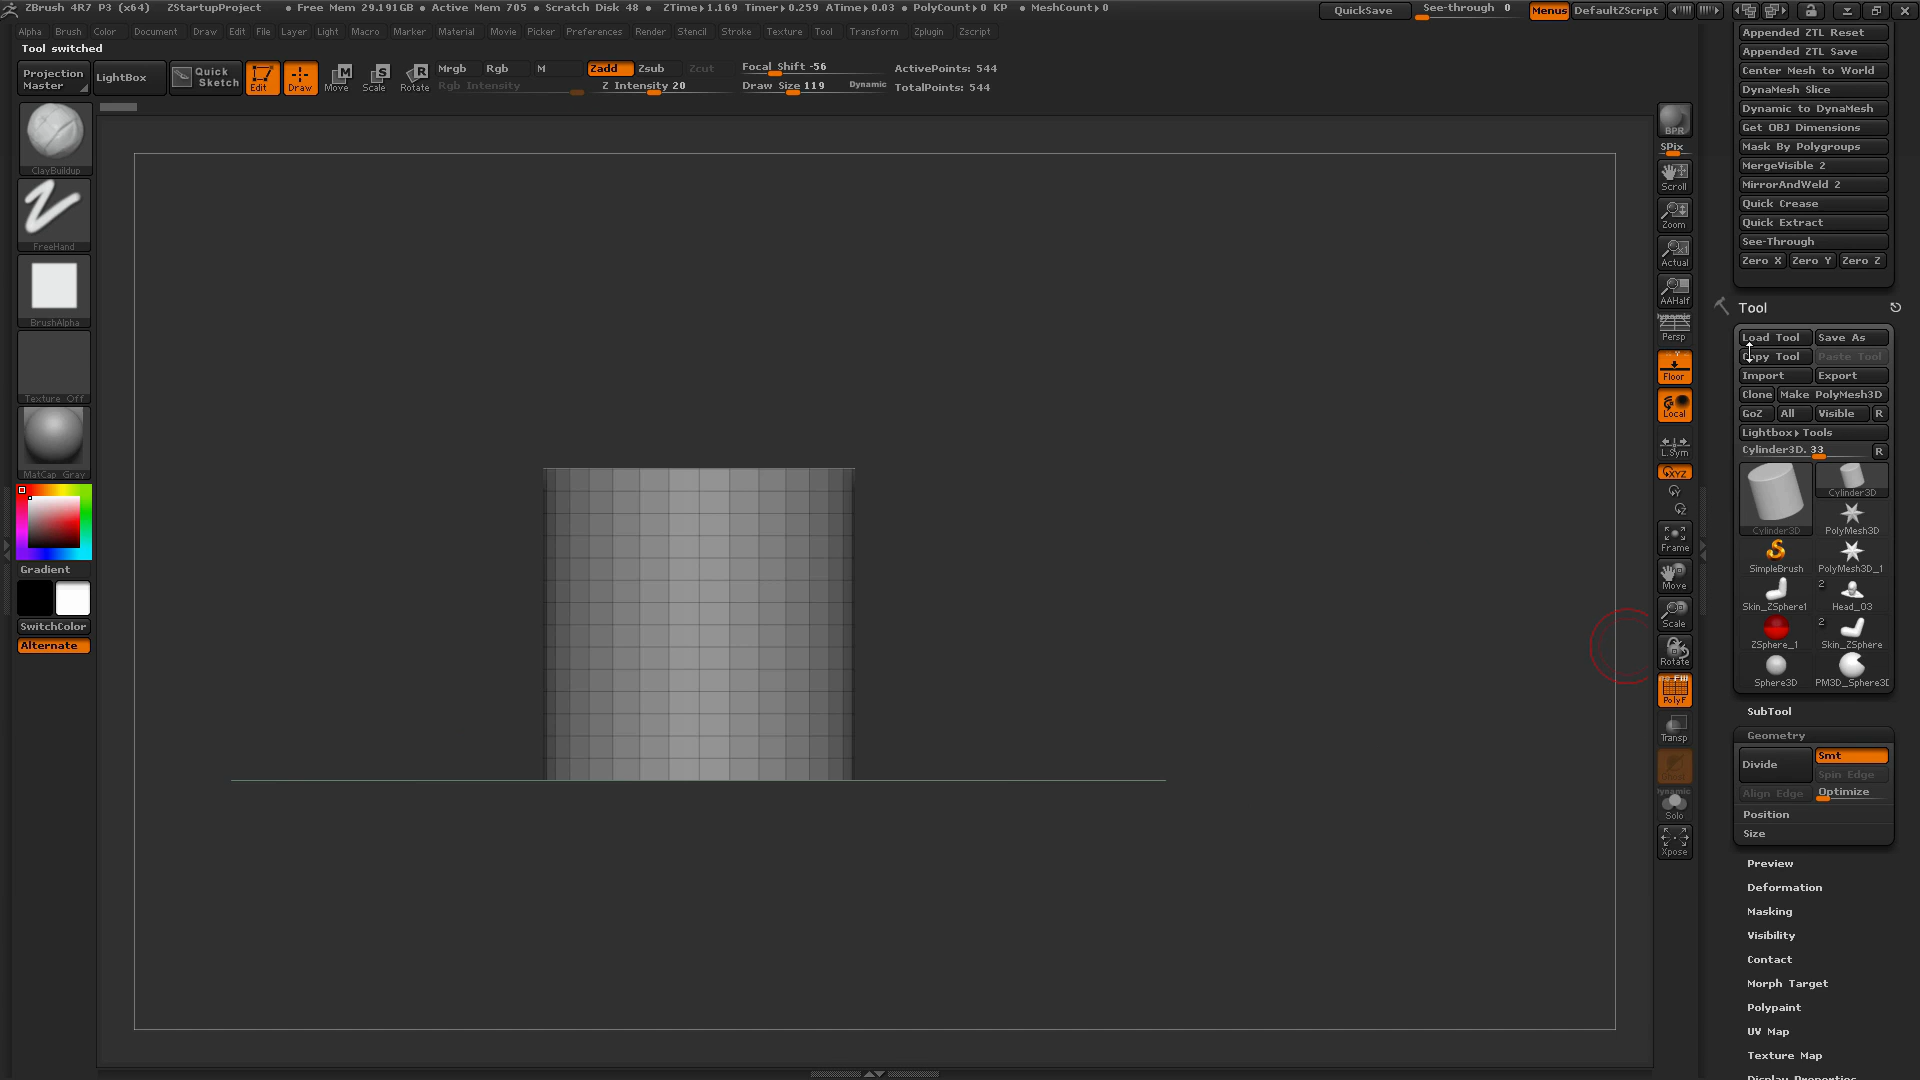 ZBrush 4R7 P3 (x64) ZStartupProject • Free Mem 29.191GB • Active Mem 705 • Scratch Disk 48 • ZTime▸1.169 Timer▸0.259 ATime▸0.03 • PolyCount▸0 KP • MeshCount▸0 QuickSave See-through 0 Menus DefaultZScript
Alpha Brush Color Document Draw Edit File Layer Light Macro Marker Material Movie Picker Preferences Render Stencil Stroke Texture Tool Transform Zplugin Zscript
Tool switched
Projection Master
LightBox
Quick Sketch
Edit
Draw
Move
Scale
Rotate
Mrgb Rgb M Zadd Zsub Zcut
Rgb Intensity Z Intensity 20
Focal Shift -56
Draw Size 119 Dynamic
ActivePoints: 544
TotalPoints: 544
ClayBuildup
FreeHand
BrushAlpha
Texture Off
MatCap Gray
Gradient
SwitchColor
Alternate
BPR
SPix
Scroll
Zoom
Actual
AAHalf
Dynamic
Persp
Floor
Local
L.Sym
XYZ
Frame
Move
Scale
Rotate
Fill
PolyF
Transp
Ghost
Dynamic
Solo
Xpose
Appended ZTL Reset
Appended ZTL Save
Center Mesh to World
DynaMesh Slice
Dynamic to DynaMesh
Get OBJ Dimensions
Mask By Polygroups
MergeVisible 2
MirrorAndWeld 2
Quick Crease
Quick Extract
See-Through
Zero X Zero Y Zero Z
Tool
Load Tool Save As
Copy Tool Paste Tool
Import Export
Clone Make PolyMesh3D
GoZ All Visible R
Lightbox▸Tools
Cylinder3D. 33 R
Cylinder3D Cylinder3D
PolyMesh3D
SimpleBrush PolyMesh3D_1
2
Skin_ZSphere1 Head_03
2
ZSphere_1 Skin_ZSphere
Sphere3D PM3D_Sphere3D
SubTool
Geometry
Divide Smt
Spin Edge
Align Edge Optimize
Position
Size
Preview
Deformation
Masking
Visibility
Contact
Morph Target
Polypaint
UV Map
Texture Map
Display Properties